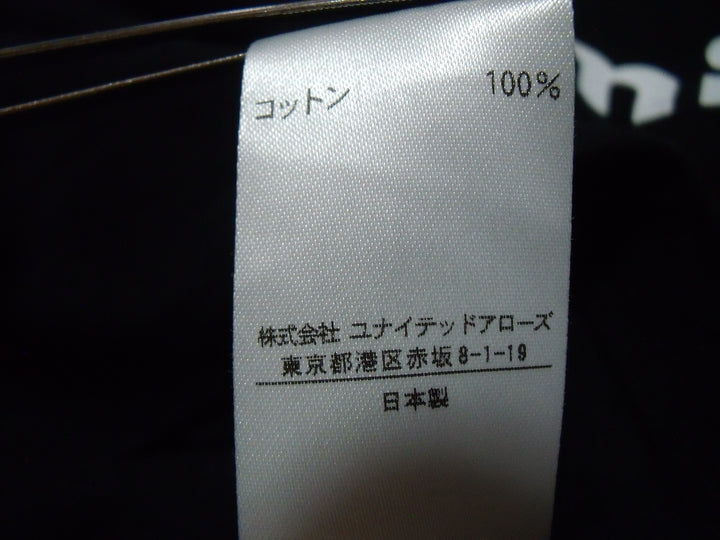 コットン 100%
株式会社 ユナイテッドアローズ
東京都港区赤坂8-1-19
日本製